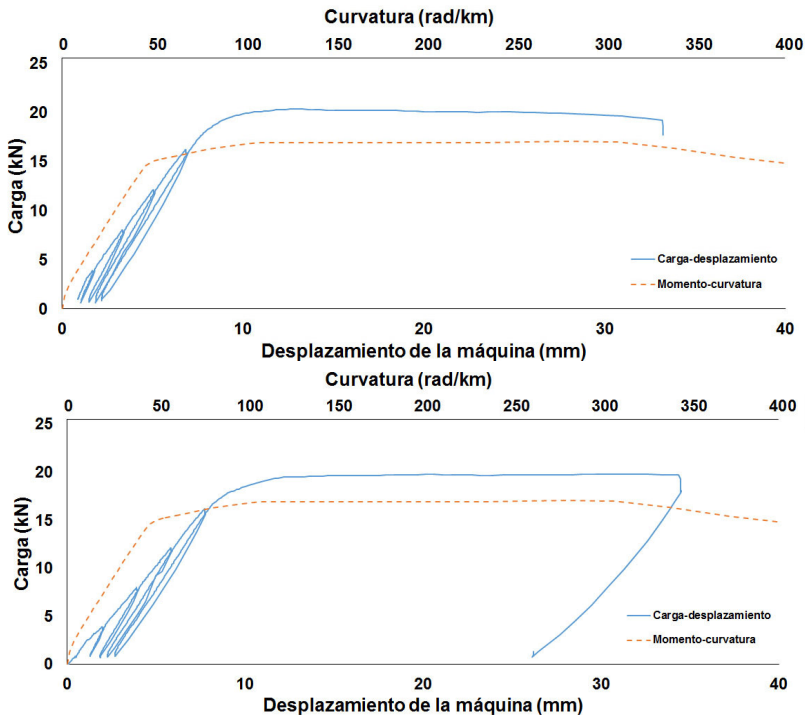 Curvatura (rad/km)
0 50 100 150 200 250 300 350 400
25
20
15
10
5
0
Carga (kN)
Carga-desplazamiento
Momento-curvatura
0 10 20 30 40
Desplazamiento de la máquina (mm)
Curvatura (rad/km)
0 50 100 150 200 250 300 350 400
25
20
15
10
5
0
Carga (kN)
Carga-desplazamiento
Momento-curvatura
0 10 20 30 40
Desplazamiento de la máquina (mm)